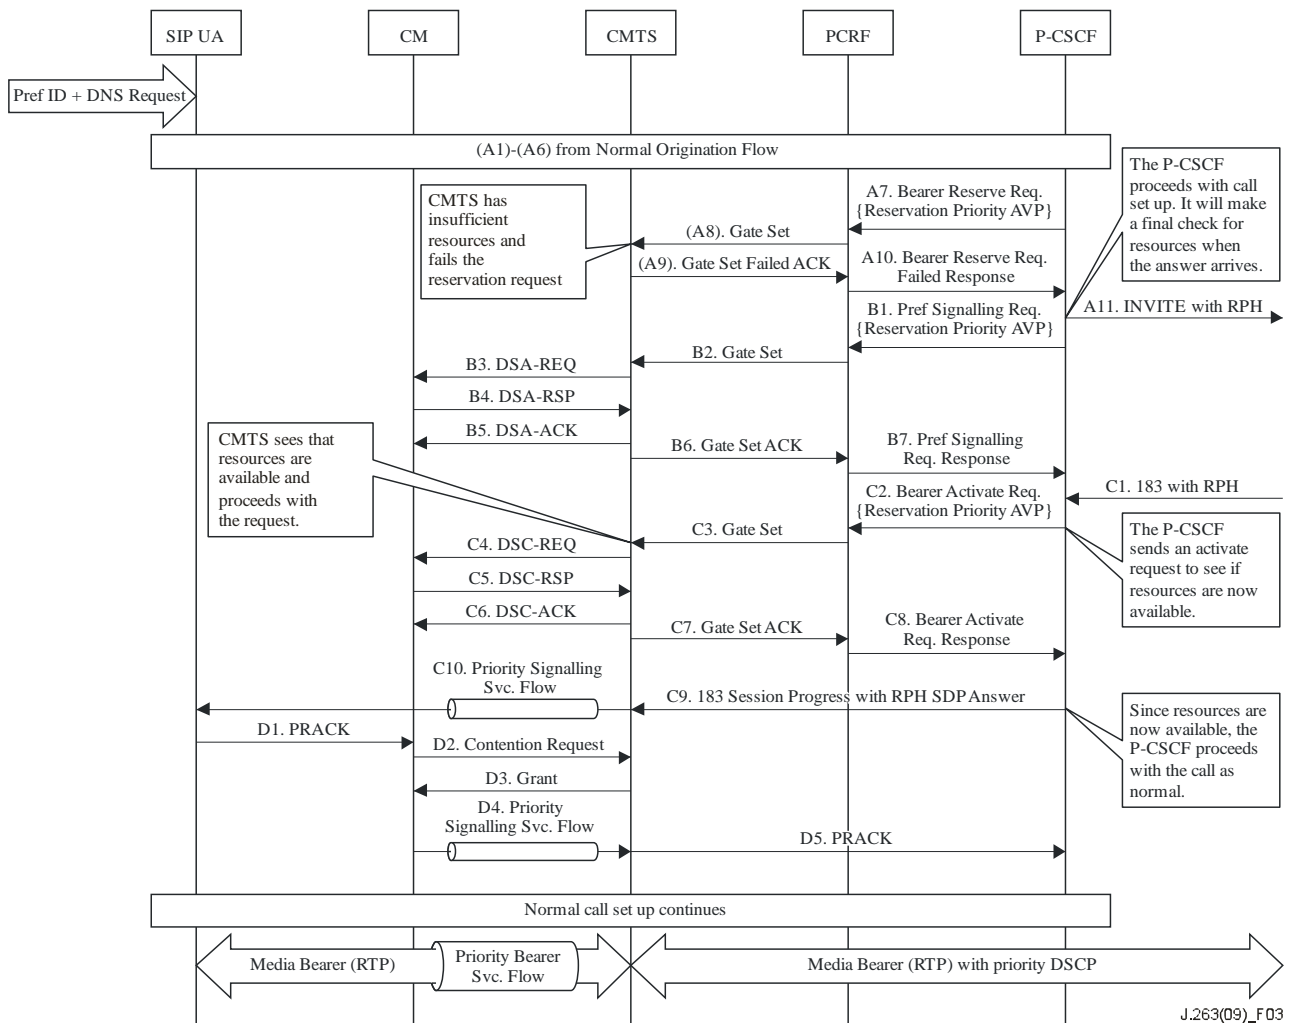 SIP UA
CM
CMTS
PCRF
P-CSCF
Pref ID + DNS Request
(A1)-(A6) from Normal Origination Flow
The P-CSCF
proceeds with call
set up. It will make
a final check for
resources when
the answer arrives.
CMTS has
insufficient
resources and
fails the
reservation request
A7. Bearer Reserve Req.
{Reservation Priority AVP}
(A8). Gate Set
(A9). Gate Set Failed ACK
A10. Bearer Reserve Req.
Failed Response
A11. INVITE with RPH
B1. Pref Signalling Req.
{Reservation Priority AVP}
B2. Gate Set
B3. DSA-REQ
B4. DSA-RSP
B5. DSA-ACK
B6. Gate Set ACK
B7. Pref Signalling
Req. Response
CMTS sees that
resources are
available and
proceeds with
the request.
C1. 183 with RPH
C2. Bearer Activate Req.
{Reservation Priority AVP}
C3. Gate Set
The P-CSCF
sends an activate
request to see if
resources are now
available.
C4. DSC-REQ
C5. DSC-RSP
C6. DSC-ACK
C7. Gate Set ACK
C8. Bearer Activate
Req. Response
C10. Priority Signalling
Svc. Flow
C9. 183 Session Progress with RPH SDP Answer
Since resources are
now available, the
P-CSCF proceeds
with the call as
normal.
D1. PRACK
D2. Contention Request
D3. Grant
D4. Priority
Signalling Svc. Flow
D5. PRACK
Normal call set up continues
Media Bearer (RTP)
Priority Bearer
Svc. Flow
Media Bearer (RTP) with priority DSCP
J.263(09)_F03